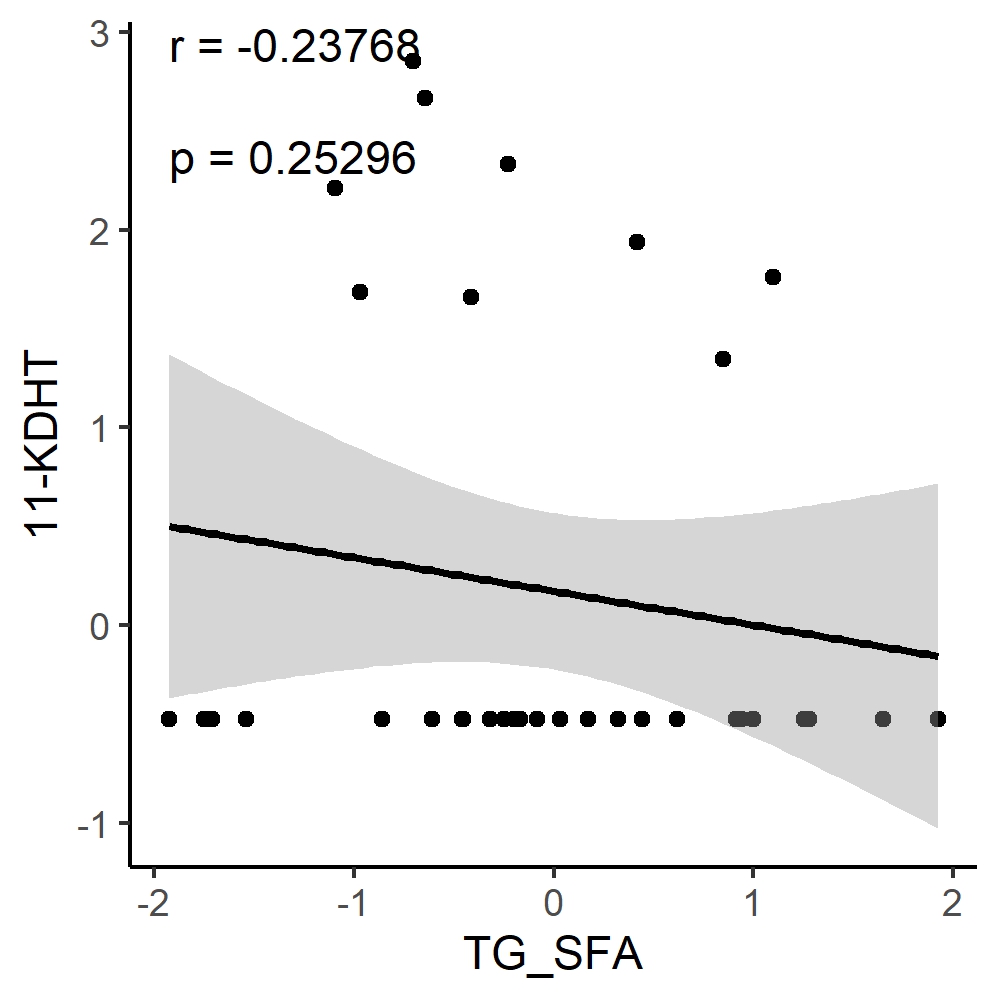 r = -0.23768
p = 0.25296
3
2
1
0
-1
11-KDHT
-2 -1 0 1 2
TG_SFA